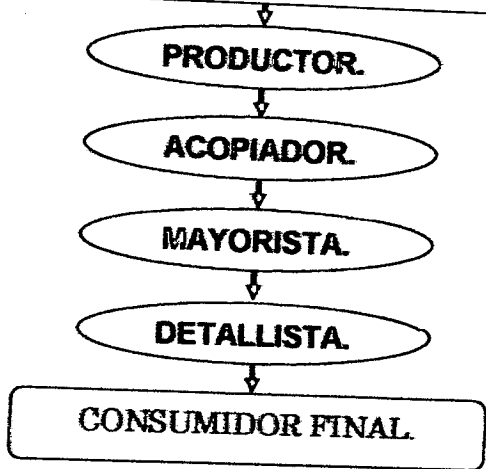 PRODUCTOR.
ACOPIADOR.
MAYORISTA.
DETALLISTA.
CONSUMIDOR FINAL.